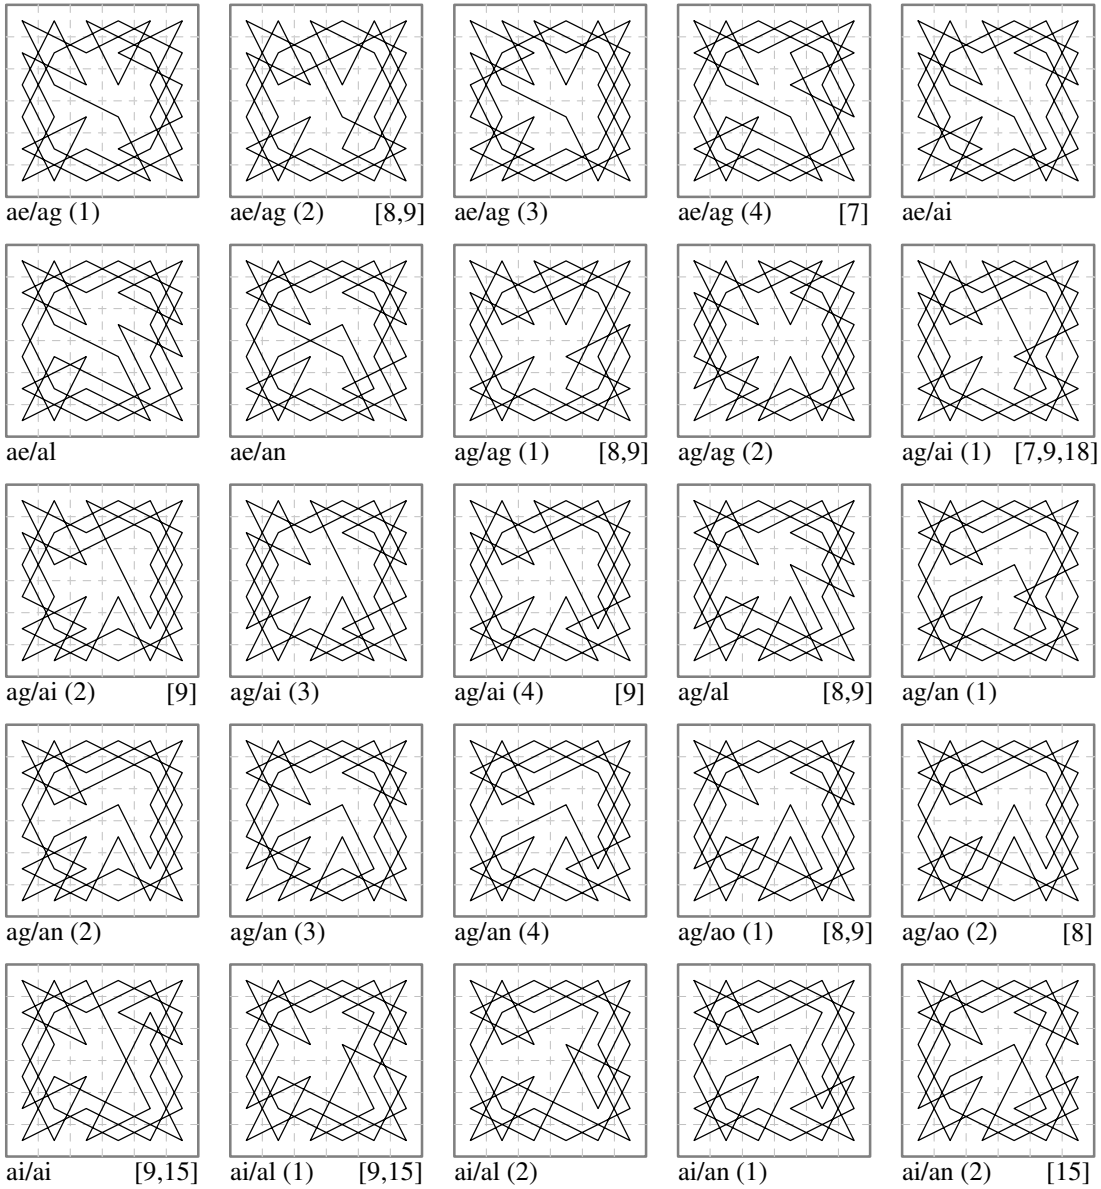 ae/ag (1) ae/ag (2) [8,9] ae/ag (3) ae/ag (4) [7] ae/ai
ae/al ae/an ag/ag (1) [8,9] ag/ag (2) ag/ai (1) [7,9,18]
ag/ai (2) [9] ag/ai (3) ag/ai (4) [9] ag/al [8,9] ag/an (1)
ag/an (2) ag/an (3) ag/an (4) ag/ao (1) [8,9] ag/ao (2) [8]
ai/ai [9,15] ai/al (1) [9,15] ai/al (2) ai/an (1) ai/an (2) [15]